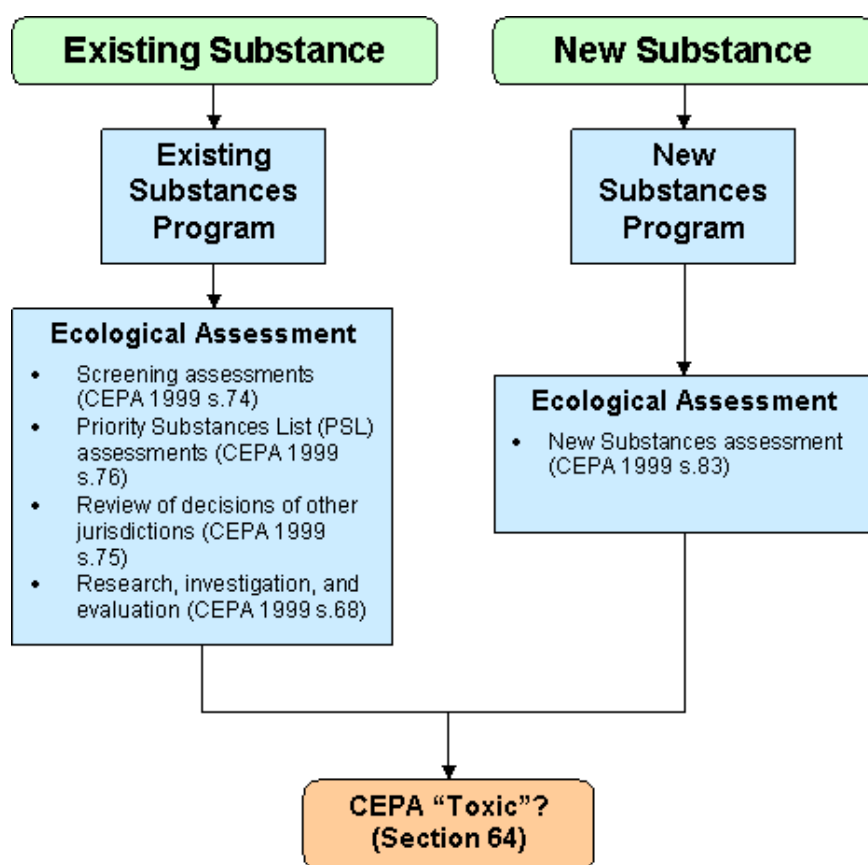 Existing Substance
New Substance
Existing
Substances
Program
New
Substances
Program
Ecological Assessment
• Screening assessments
(CEPA 1999 s.74)
• Priority Substances List (PSL)
assessments (CEPA 1999
s.76)
• Review of decisions of other
jurisdictions (CEPA 1999
s.75)
• Research, investigation, and
evaluation (CEPA 1999 s.68)
Ecological Assessment
• New Substances assessment
(CEPA 1999 s.83)
CEPA “Toxic”?
(Section 64)